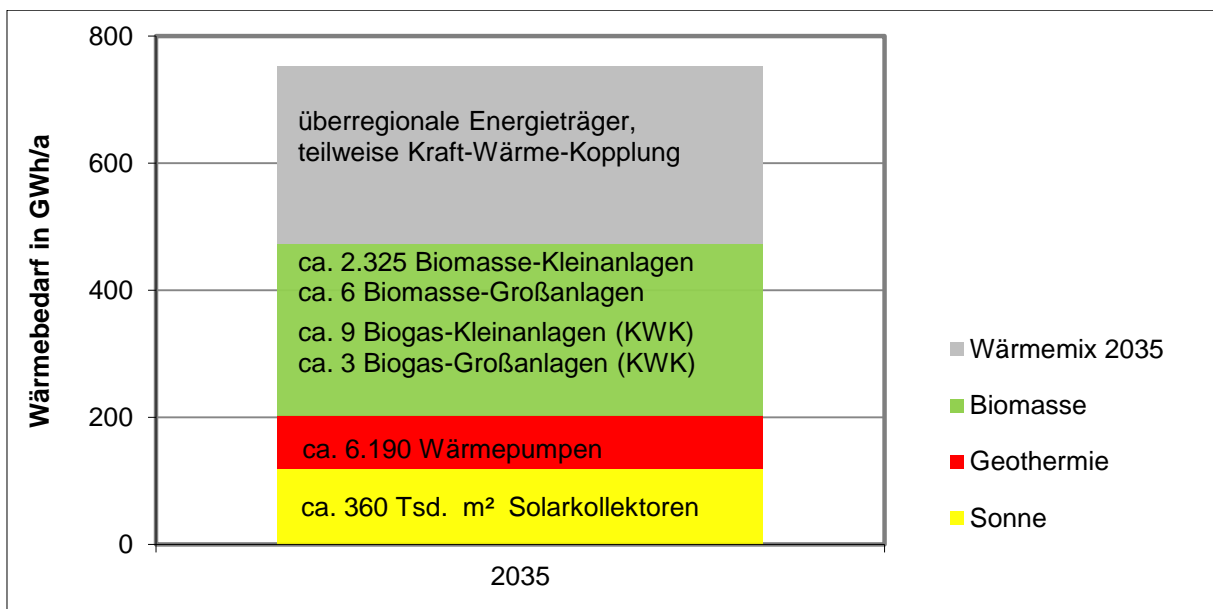 800
600
400
200
0
Wärmebedarf in GWh/a
überregionale Energieträger,
teilweise Kraft-Wärme-Kopplung
ca. 2.325 Biomasse-Kleinanlagen
ca. 6 Biomasse-Großanlagen
ca. 9 Biogas-Kleinanlagen (KWK)
ca. 3 Biogas-Großanlagen (KWK)
ca. 6.190 Wärmepumpen
ca. 360 Tsd. m² Solarkollektoren
2035
Wärmemix 2035
Biomasse
Geothermie
Sonne